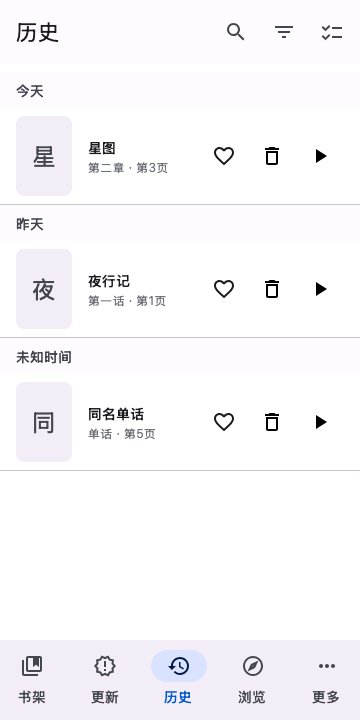 历史
今天
星
星图
第二章 · 第3页
昨天
夜
夜行记
第一话 · 第1页
未知时间
同
同名单话
单话 · 第5页
书架
更新
历史
浏览
更多